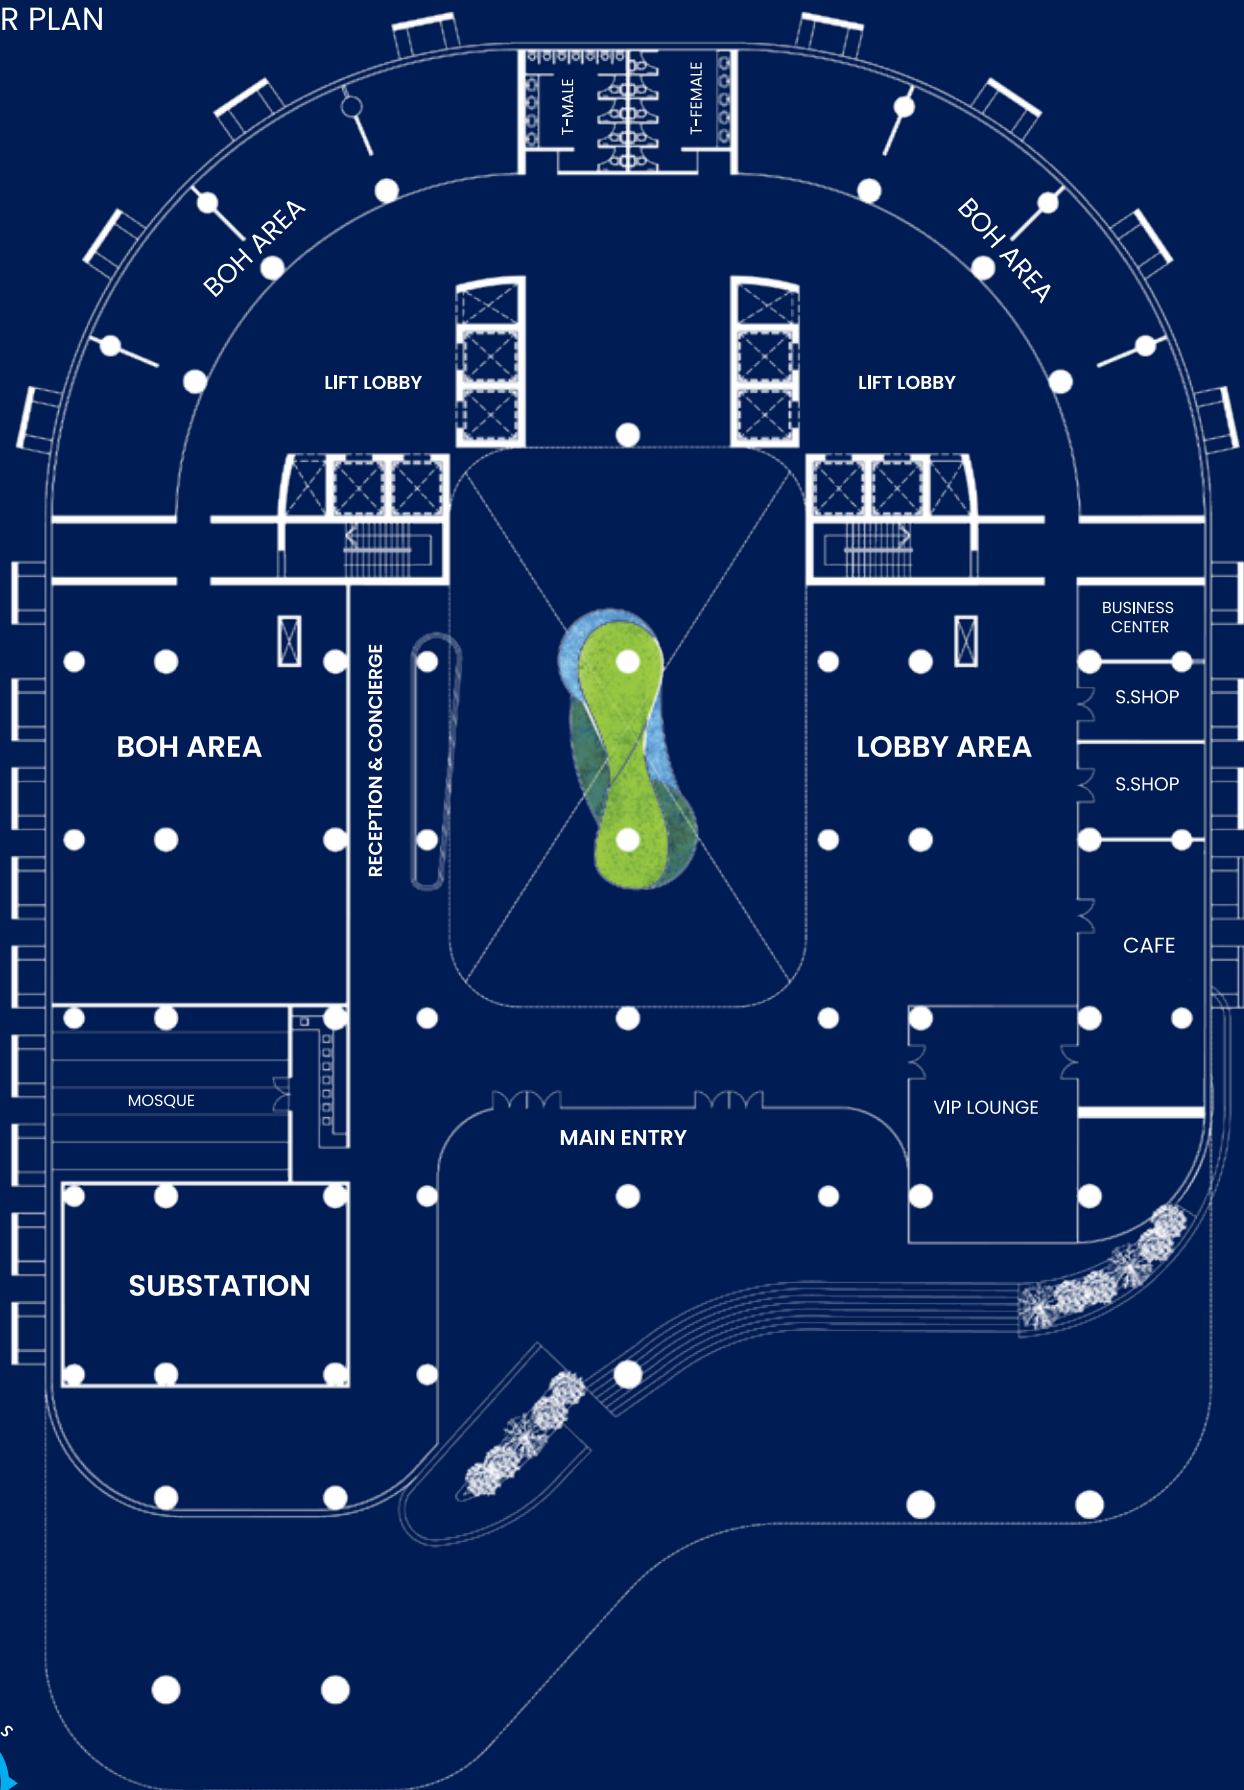 R PLAN
T-MALE
T-FEMALE
BOH AREA
BOH AREA
LIFT LOBBY
LIFT LOBBY
BUSINESS
CENTER
S.SHOP
BOH AREA
RECEPTION & CONCIERGE
LOBBY AREA
S.SHOP
CAFE
MOSQUE
VIP LOUNGE
MAIN ENTRY
SUBSTATION
S